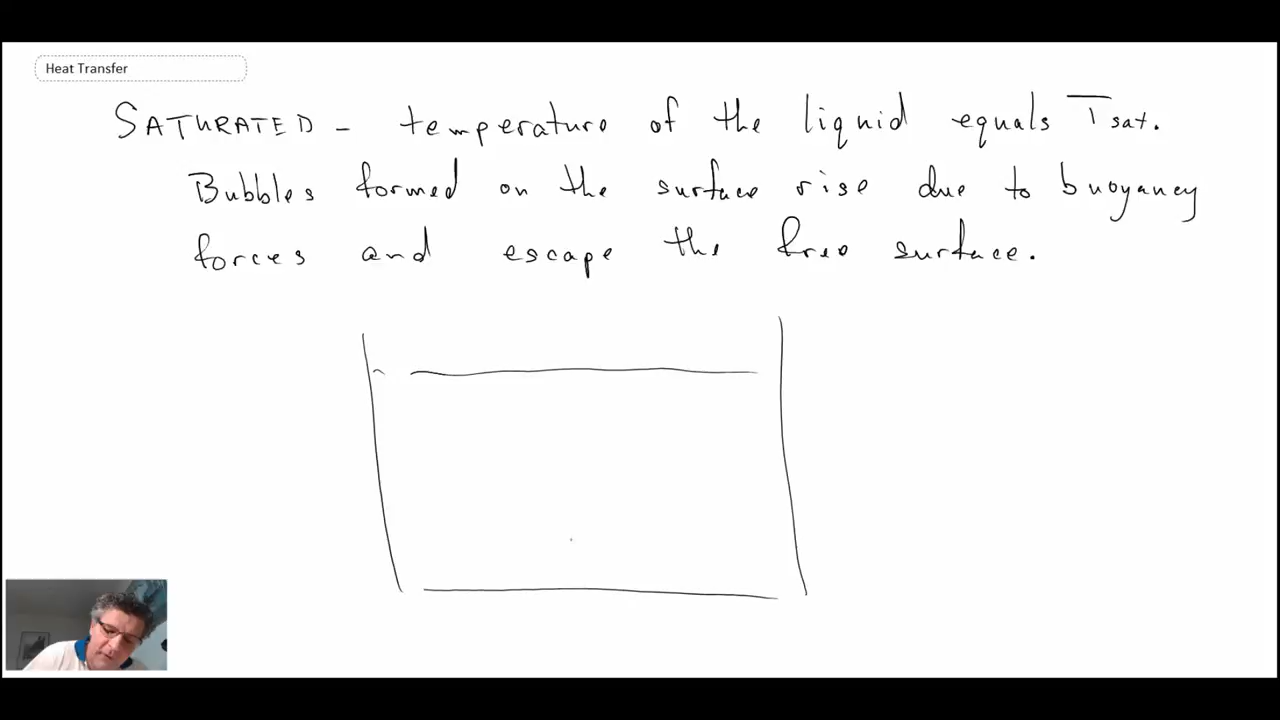 Heat Transfer
SATURATED - temperature of the liquid equals Tsat.
Bubbles formed on the surface rise due to buoyancy
forces and escape the free surface.